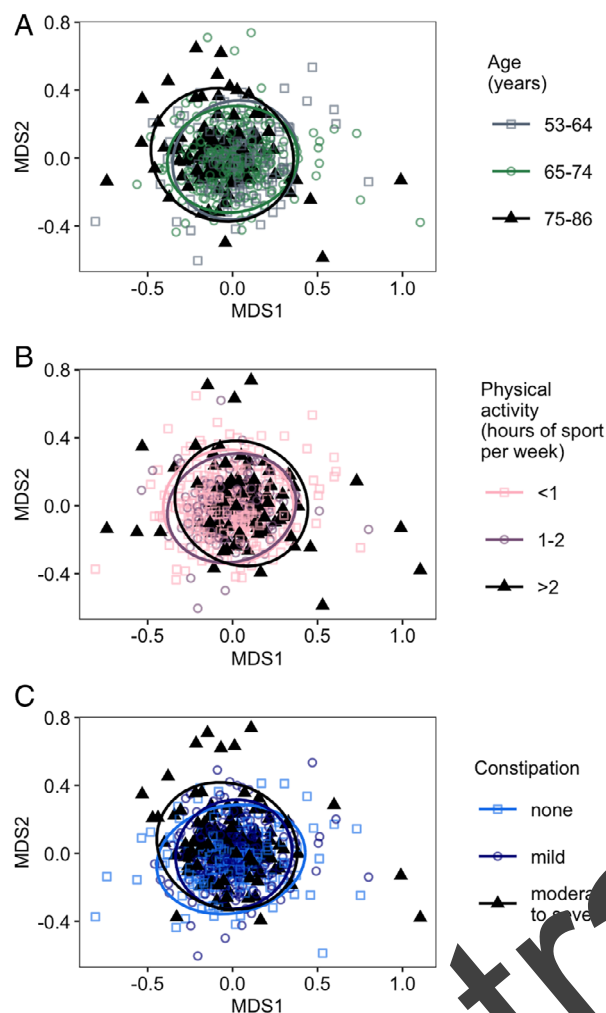 A
0.8
0.4
0.0
-0.4
MDS2
-0.5
0.0
0.5
1.0
MDS1
Age
(years)
53-64
65-74
75-86
B
0.8
0.4
0.0
-0.4
MDS2
-0.5
0.0
0.5
1.0
MDS1
Physical
activity
(hours of sport
per week)
<1
1-2
>2
C
0.8
0.4
0.0
-0.4
MDS2
-0.5
0.0
0.5
1.0
MDS1
Constipation
none
mild
to